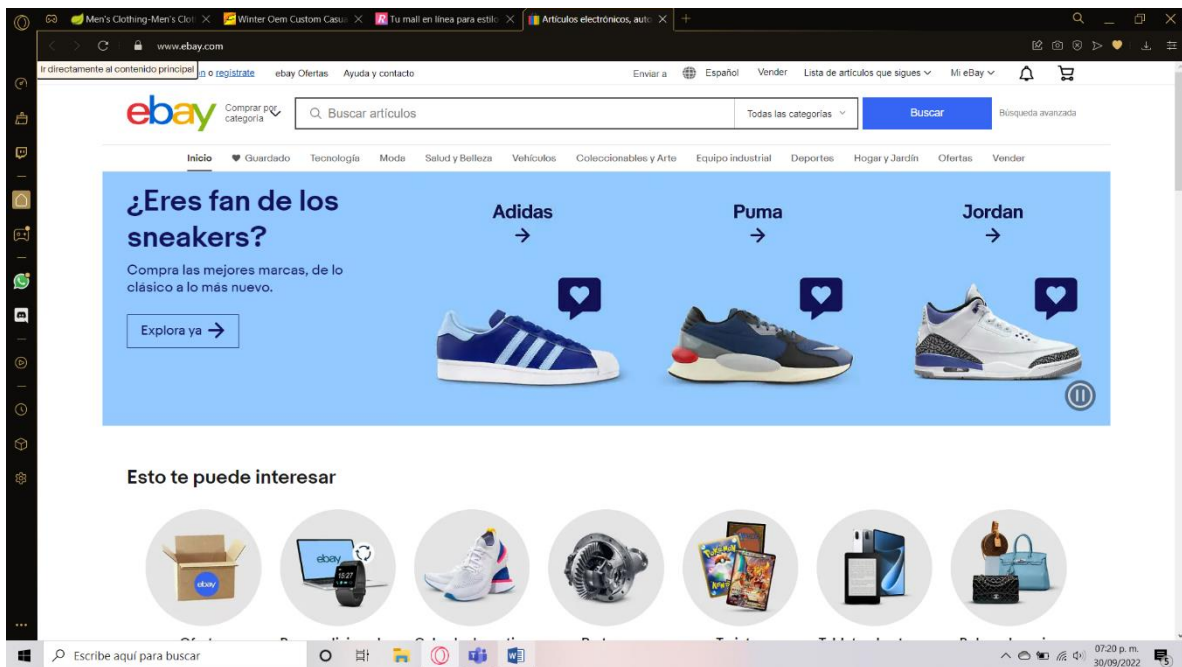 Men's Clothing-Men's Clot
Winter Oem Custom Casua
Tu mall en línea para estilo
Artículos electrónicos, auto
www.ebay.com
Ir directamente al contenido principal
o regístrate
ebay Ofertas
Ayuda y contacto
Enviar a
Español
Vender
Lista de artículos que sigues
Mi eBay
ebay
Comprar por
categoría
Buscar artículos
Todas las categorías
Buscar
Búsqueda avanzada
Inicio
Guardado
Tecnología
Moda
Salud y Belleza
Vehículos
Coleccionables y Arte
Equipo industrial
Deportes
Hogar y Jardín
Ofertas
Vender
¿Eres fan de los
sneakers?
Compra las mejores marcas, de lo
clásico a lo más nuevo.
Explora ya
Adidas
Puma
Jordan
Esto te puede interesar
ebay
ebay
15:27
Escribe aquí para buscar
07:20 p. m.
30/09/2022